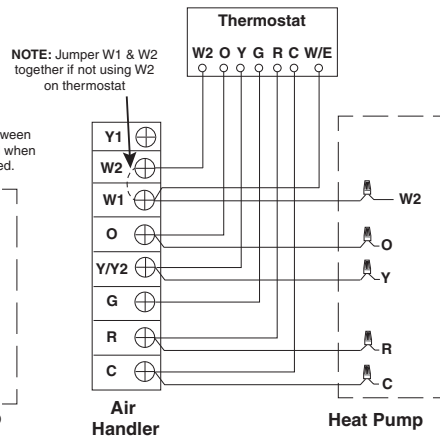 Thermostat
W2 O Y G R C W/E
NOTE: Jumper W1 & W2
together if not using W2
on thermostat
when
Y1
W2
W1
O
Y/Y2
G
R
C
W2
O
Y
R
C
Air
Handler
Heat Pump